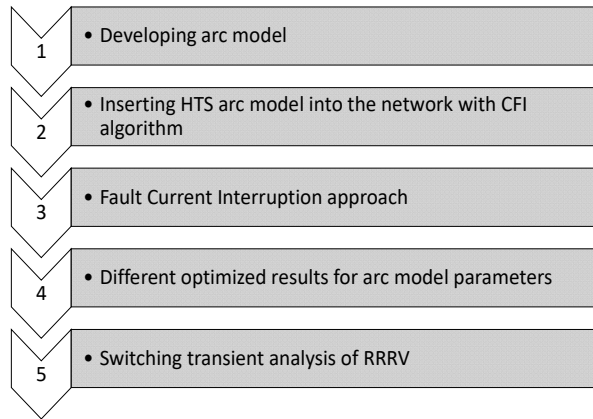 1
• Developing arc model
2
• Inserting HTS arc model into the network with CFI
algorithm
3
• Fault Current Interruption approach
4
• Different optimized results for arc model parameters
5
• Switching transient analysis of RRRV